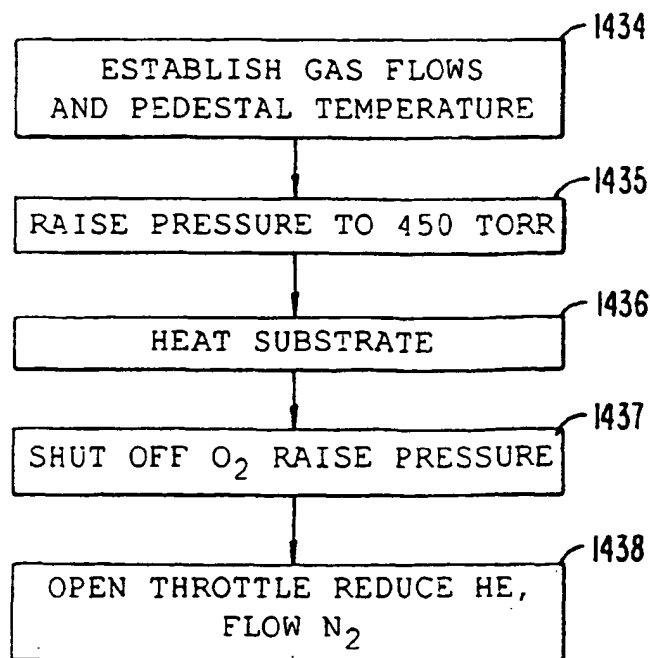 1434
ESTABLISH GAS FLOWS
AND PEDESTAL TEMPERATURE
1435
RAISE PRESSURE TO 450 TORR
1436
HEAT SUBSTRATE
1437
SHUT OFF O2 RAISE PRESSURE
1438
OPEN THROTTLE REDUCE HE,
FLOW N2